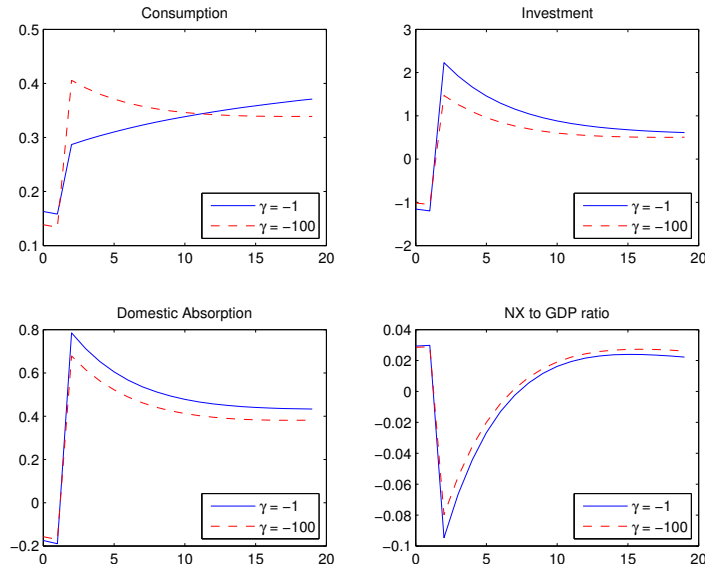 Consumption
0.5
0.4
0.3
0.2
0.1
0 5 10 15 20
γ = −1
γ = −100
Investment
3
2
1
0
−1
−2
0 5 10 15 20
γ = −1
γ = −100
Domestic Absorption
0.8
0.6
0.4
0.2
0
−0.2
0 5 10 15 20
γ = −1
γ = −100
NX to GDP ratio
0.04
0.02
0
−0.02
−0.04
−0.06
−0.08
−0.1
0 5 10 15 20
γ = −1
γ = −100